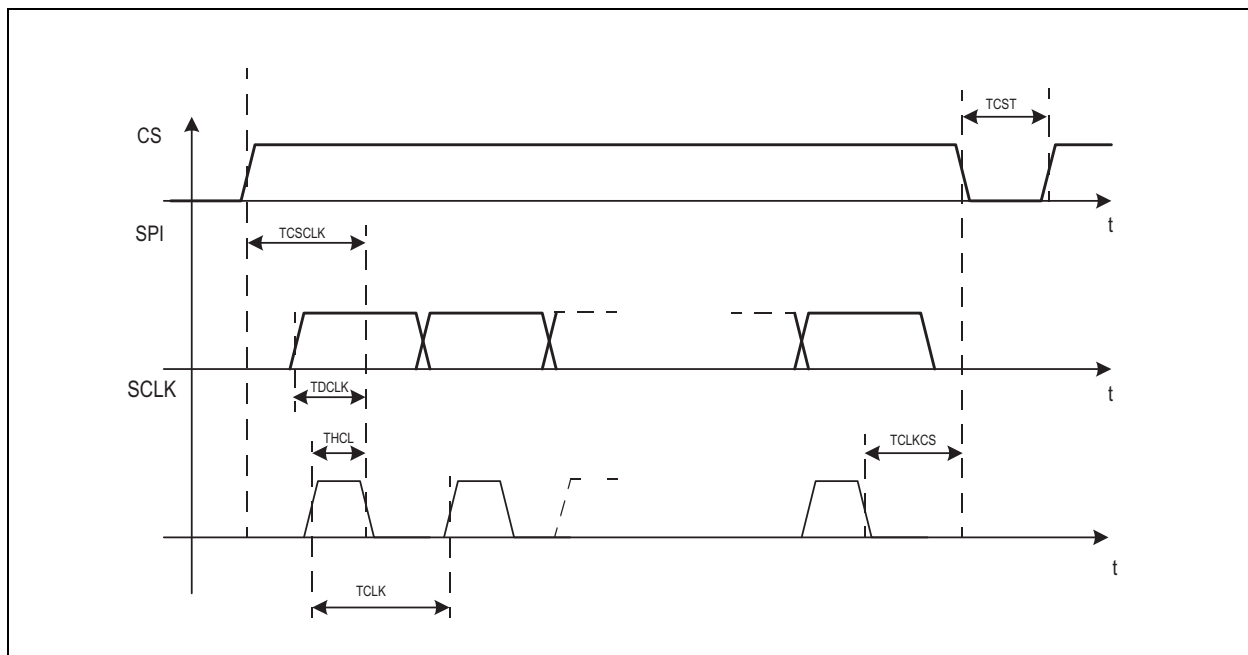 TCST
CS
t
SPI
TCSCLK
t
SCLK
TDCLK
THCL
TCLKCS
t
TCLK